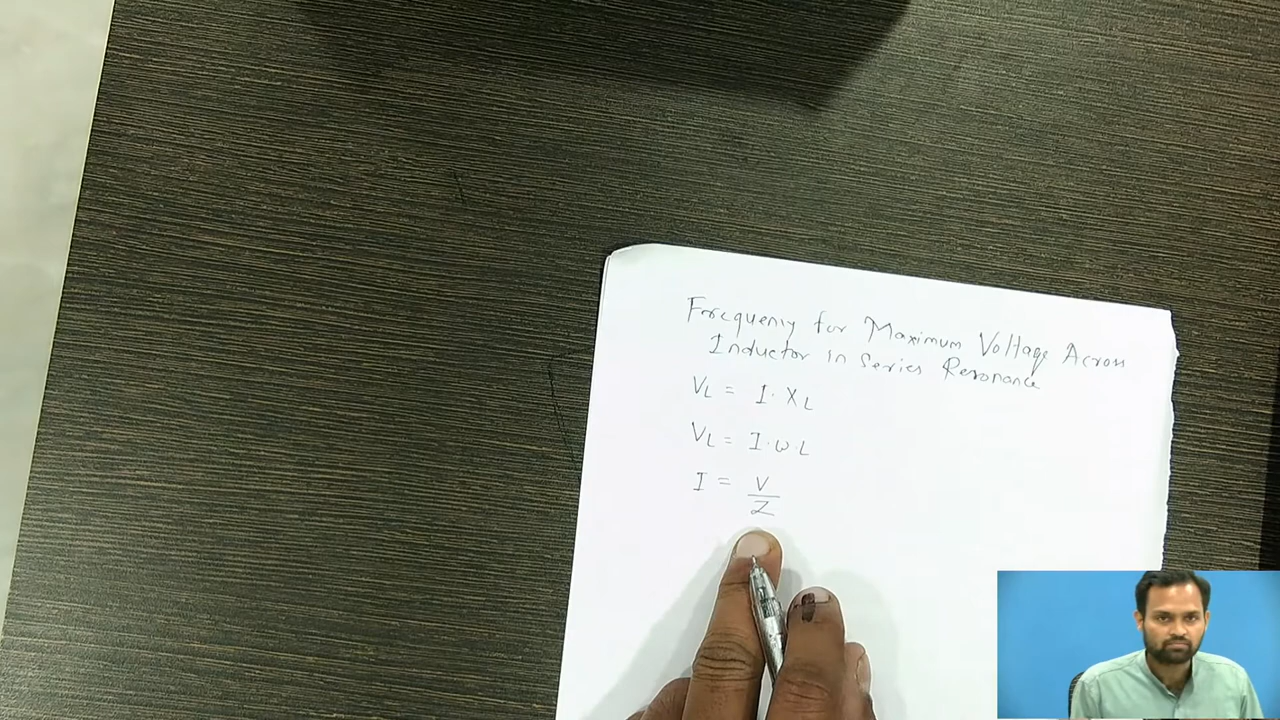 Frequency for Maximum Voltage Across
Inductor in Series Resonance
VL = I · XL
VL = I · ω · L
I = V/Z